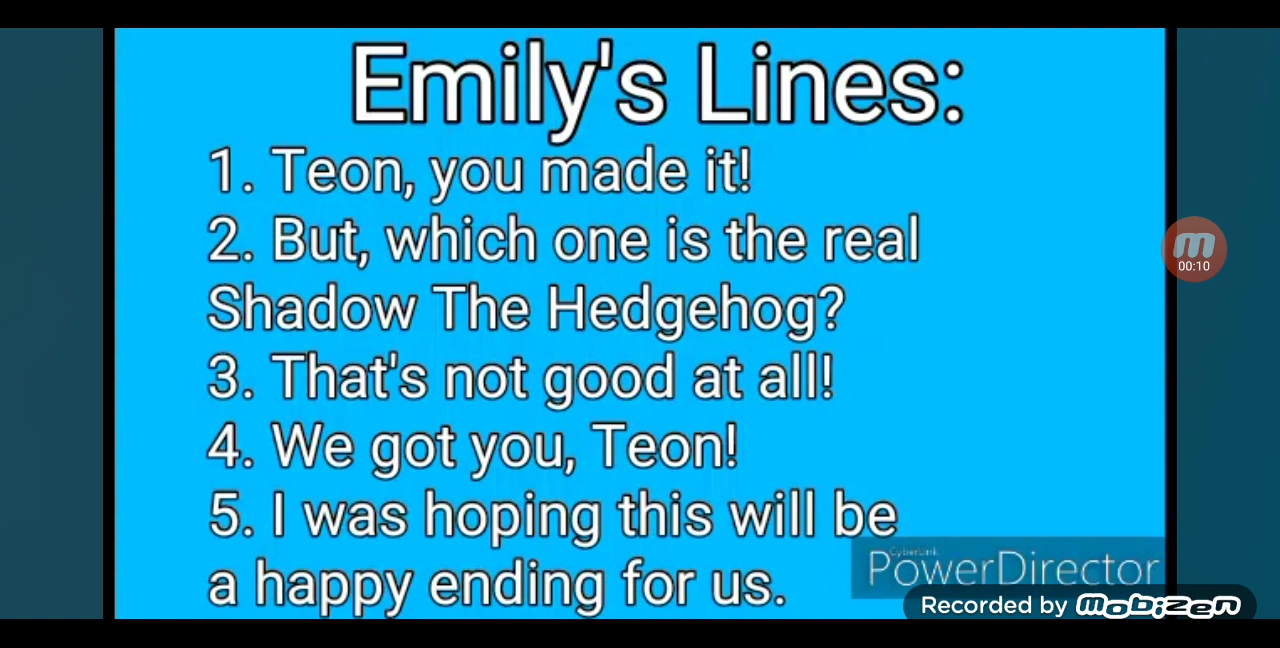 Emily's Lines:
1. Teon, you made it!
2. But, which one is the real
Shadow The Hedgehog?
3. That's not good at all!
4. We got you, Teon!
5. I was hoping this will be
a happy ending for us.
00:10
CyberLink
PowerDirector
Recorded by mobizen